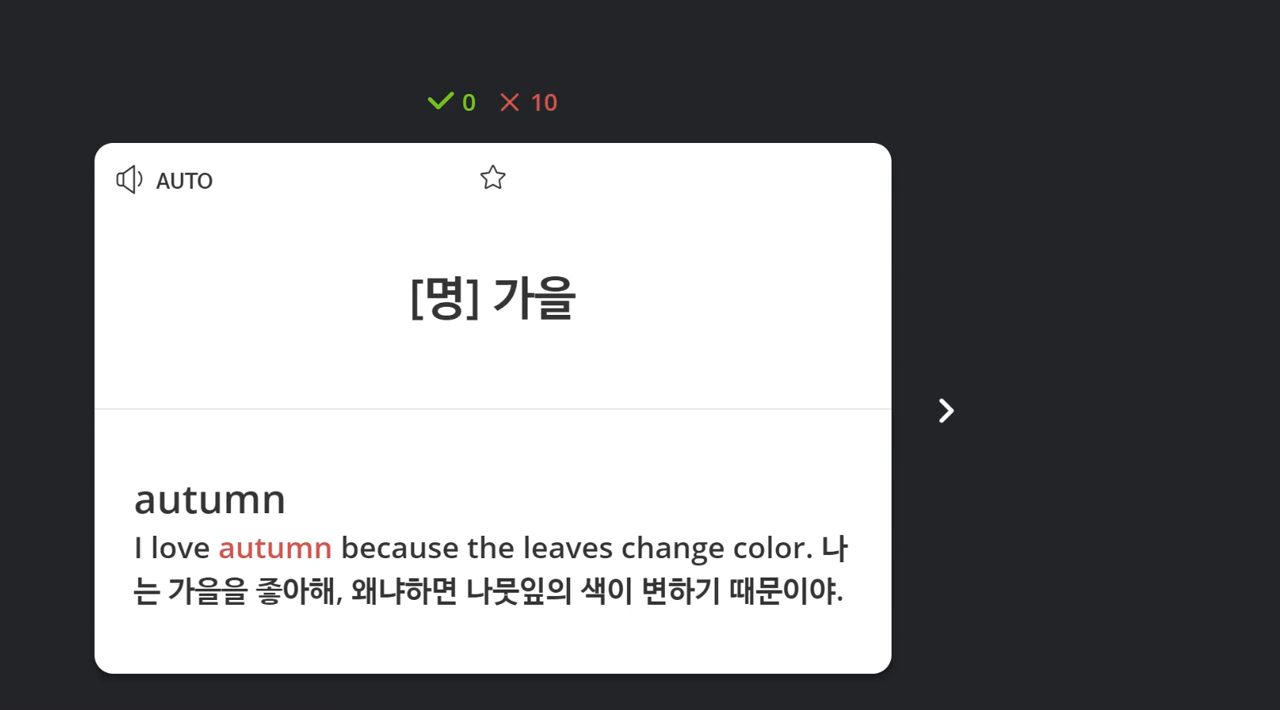 0 10
AUTO
[명] 가을
autumn
I love autumn because the leaves change color. 나
는 가을을 좋아해, 왜냐하면 나뭇잎의 색이 변하기 때문이야.